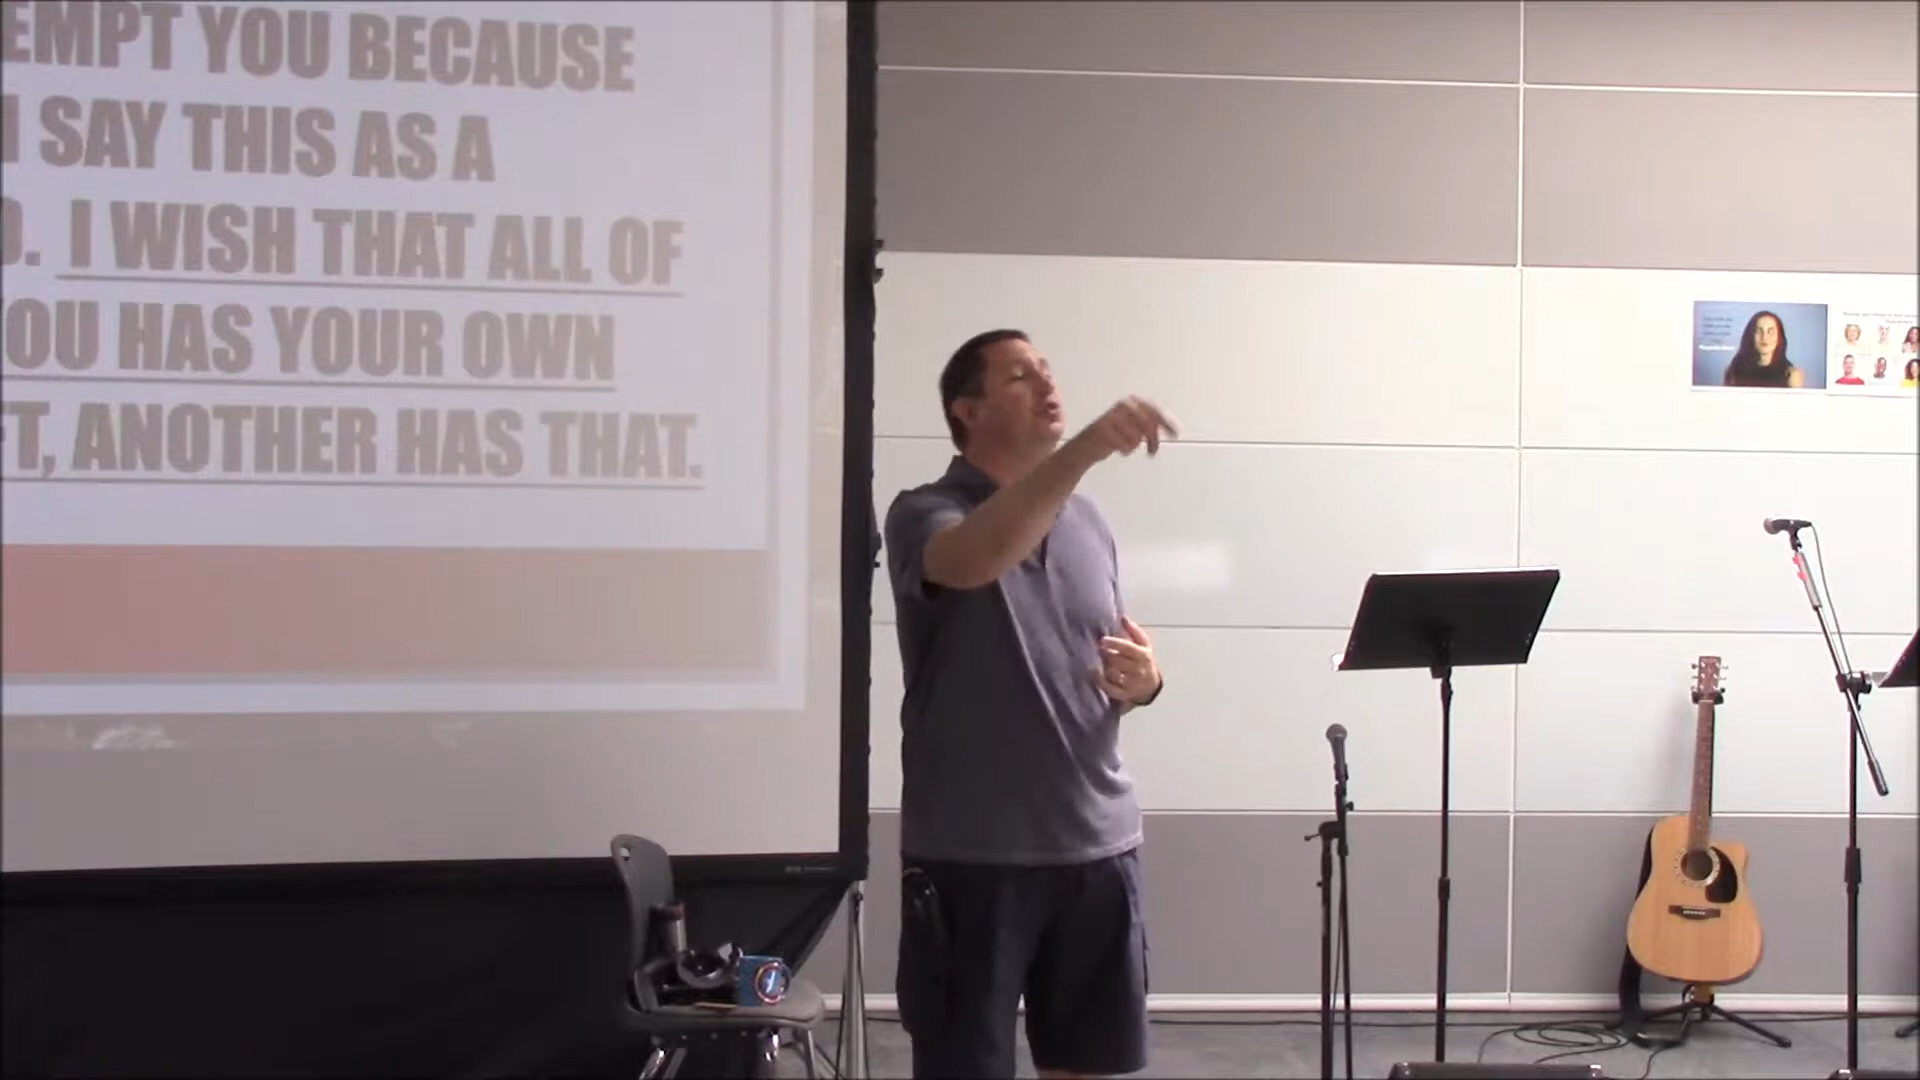 EMPT YOU BECAUSE
I SAY THIS AS A
I WISH THAT ALL OF
OU HAS YOUR OWN
FT, ANOTHER HAS THAT.